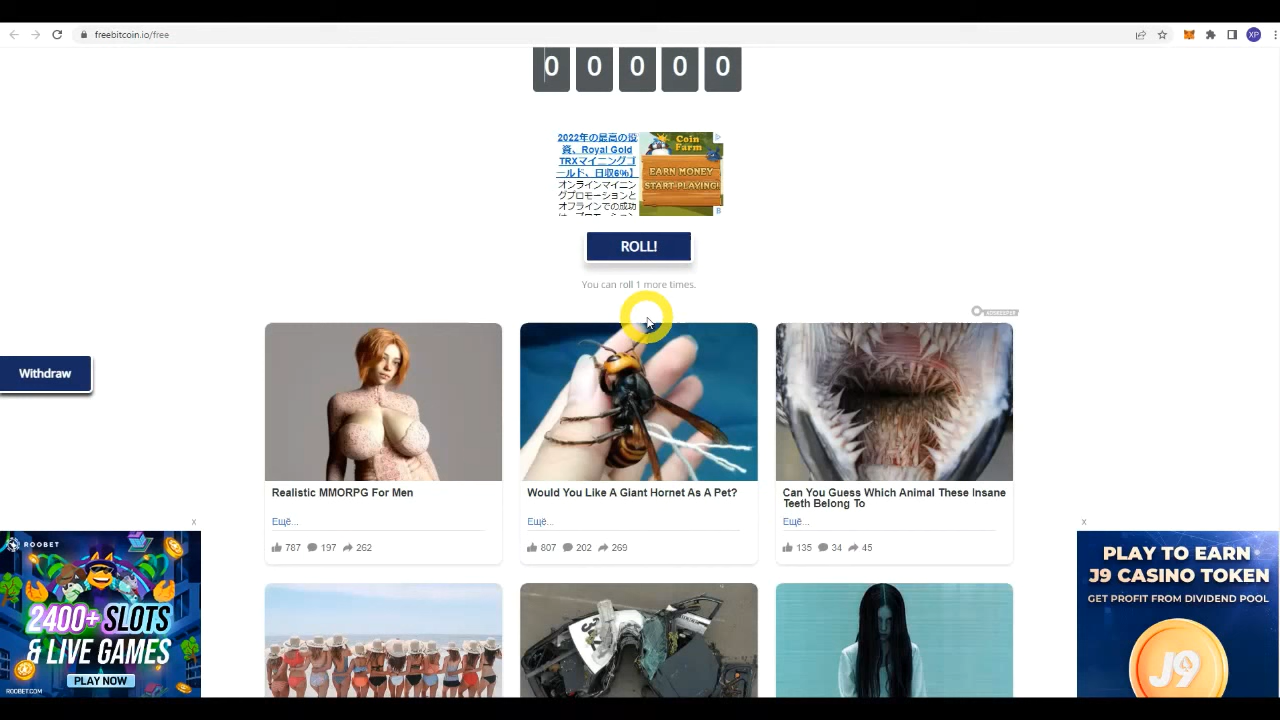 freebitcoin.io/free
XP
0 0 0 0 0
2022年の最高の投
資、Royal Gold
TRXマイニングゴ
ールド、日収6%】
オンラインマイニン
グプロモーションと
オフラインでの成功
Coin
Farm
EARN MONEY
START PLAYING!
ROLL!
You can roll 1 more times.
Withdraw
Realistic MMORPG For Men
Ещё...
787 197 262
Would You Like A Giant Hornet As A Pet?
Ещё...
807 202 269
Can You Guess Which Animal These Insane
Teeth Belong To
Ещё...
135 34 45
x
ROOBET
2400+ SLOTS
& LIVE GAMES
PLAY NOW
ROOBET.COM
x
PLAY TO EARN
J9 CASINO TOKEN
GET PROFIT FROM DIVIDEND POOL
J9